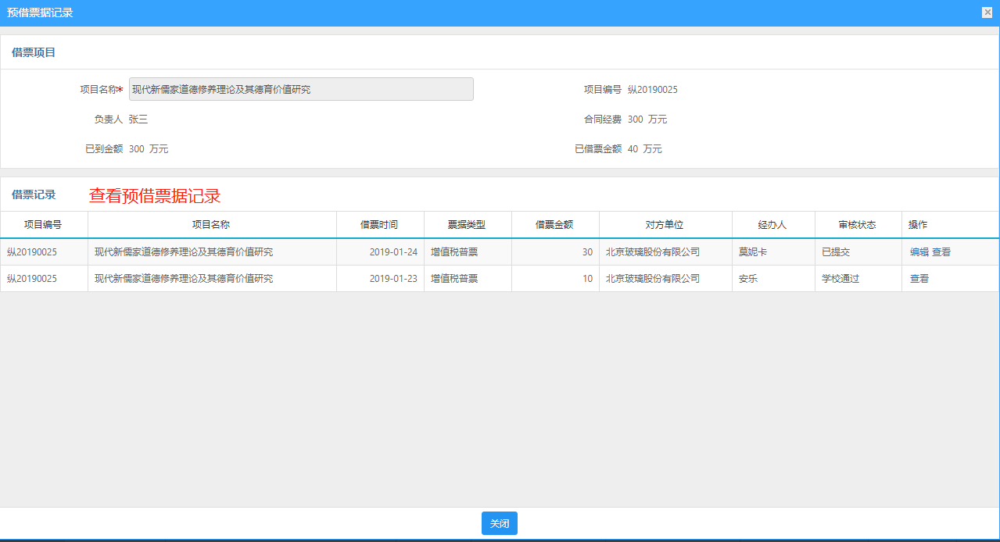 预借票据记录
借票项目
项目名称* 现代新儒家道德修养理论及其德育价值研究 项目编号 纵20190025
负责人 张三 合同经费 300 万元
已到金额 300 万元 已借票金额 40 万元
借票记录 查看预借票据记录
项目编号 项目名称 借票时间 票据类型 借票金额 对方单位 经办人 审核状态 操作
纵20190025 现代新儒家道德修养理论及其德育价值研究 2019-01-24 增值税普票 30 北京玻璃股份有限公司 莫妮卡 已提交 编辑 查看
纵20190025 现代新儒家道德修养理论及其德育价值研究 2019-01-23 增值税普票 10 北京玻璃股份有限公司 安乐 学校通过 查看
关闭